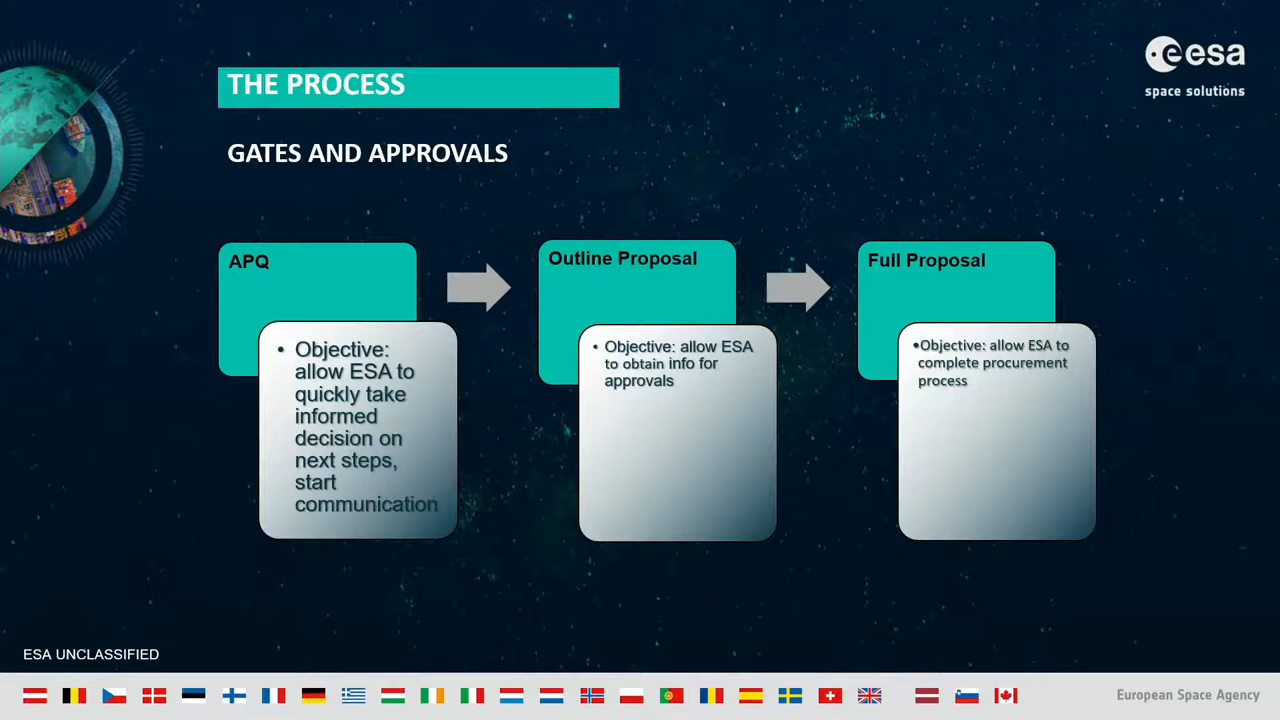 THE PROCESS
esa
space solutions
GATES AND APPROVALS
APQ
• Objective:
allow ESA to
quickly take
informed
decision on
next steps,
start
communication
Outline Proposal
• Objective: allow ESA
to obtain info for
approvals
Full Proposal
•Objective: allow ESA to
complete procurement
process
ESA UNCLASSIFIED
European Space Agency